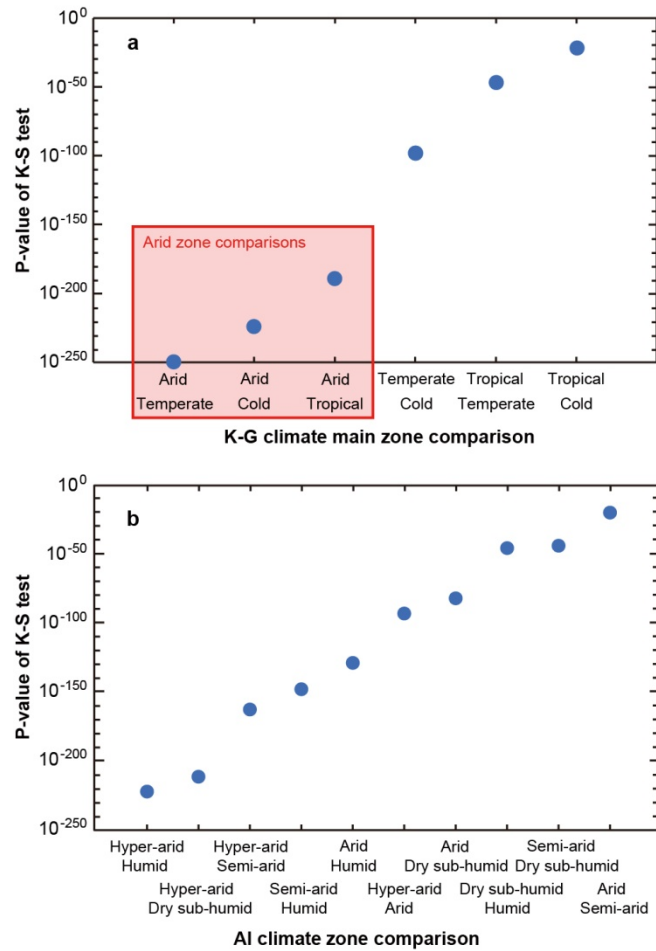 a
10⁰
10⁻⁵⁰
10⁻¹⁰⁰
10⁻¹⁵⁰
10⁻²⁰⁰
10⁻²⁵⁰
P-value of K-S test
Arid zone comparisons
Arid Arid Arid Temperate Tropical Tropical
Temperate Cold Tropical Cold Temperate Cold
K-G climate main zone comparison
b
10⁰
10⁻⁵⁰
10⁻¹⁰⁰
10⁻¹⁵⁰
10⁻²⁰⁰
10⁻²⁵⁰
P-value of K-S test
Hyper-arid Hyper-arid Arid Arid Semi-arid
Humid Semi-arid Humid Dry sub-humid Dry sub-humid
Hyper-arid Semi-arid Hyper-arid Dry sub-humid Arid
Dry sub-humid Humid Arid Humid Semi-arid
AI climate zone comparison